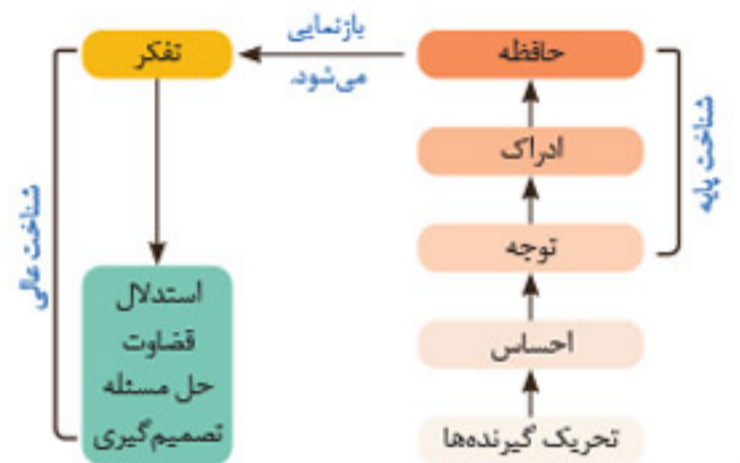 حافظه
ادراک
توجه
احساس
تحریک گیرنده‌ها
شناخت پایه
بازنمایی
می‌شود.
تفکر
استدلال
قضاوت
حل مسئله
تصمیم‌گیری
شناخت عالی